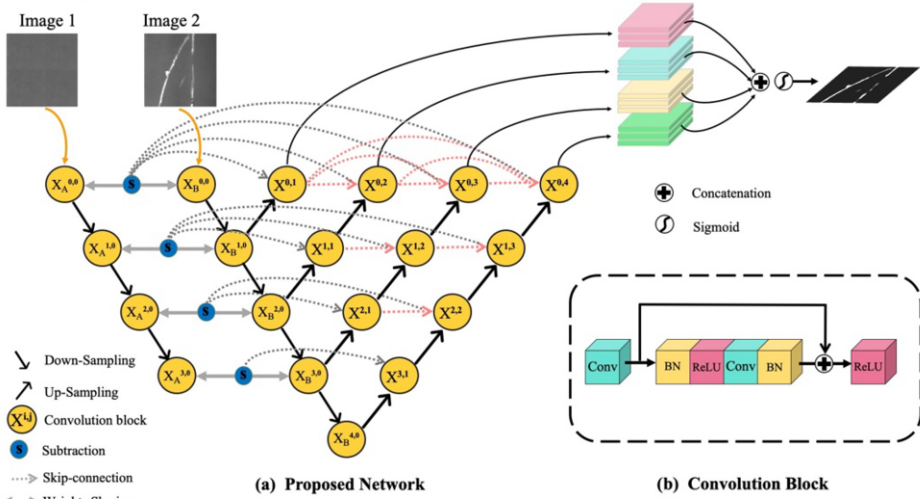 Image 1
Image 2
X_A^0,0
S
X_B^0,0
X^0,1
X^0,2
X^0,3
X^0,4
X_A^1,0
S
X_B^1,0
X^1,1
X^1,2
X^1,3
X_A^2,0
S
X_B^2,0
X^2,1
X^2,2
X_A^3,0
S
X_B^3,0
X^3,1
X_B^4,0
Down-Sampling
Up-Sampling
X^i,j Convolution block
S Subtraction
Skip-connection
(a) Proposed Network
Concatenation
Sigmoid
Conv BN ReLU Conv BN ReLU
(b) Convolution Block